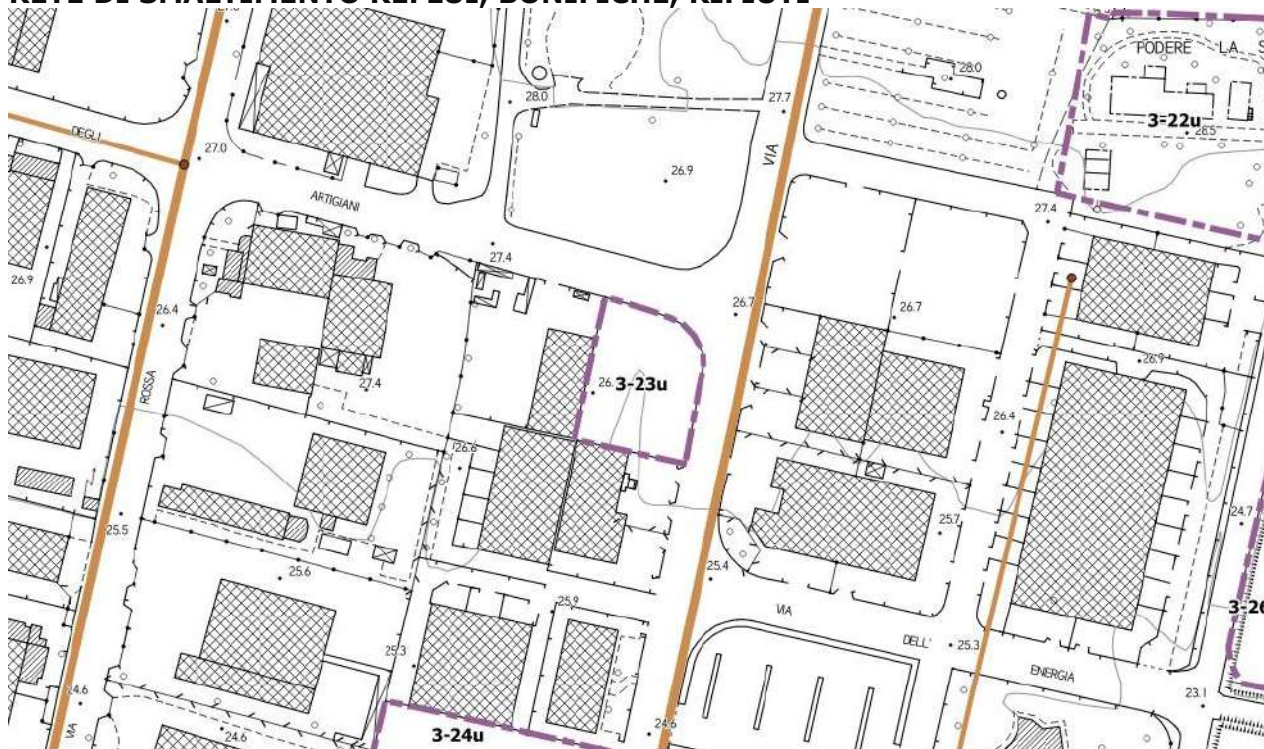 RETE DI SMALTIMENTO REFLUI, BONIFICHE, RIFIUTI
PODERE LA S
28.0
28.0
27.7
3-22u
28.5
DEGLI
27.0
VIA
26.9
ARTIGIANI
27.4
27.4
26.9
26.4
26.7
26.7
26.9
ROSSA
27.4
26.
3-23u
26.4
26.6
25.5
24.7
25.7
25.6
25.4
25.9
VIA
3-26
DELL'
25.3
25.3
ENERGIA
24.6
23.1
VIA
24.6
3-24u
24.6